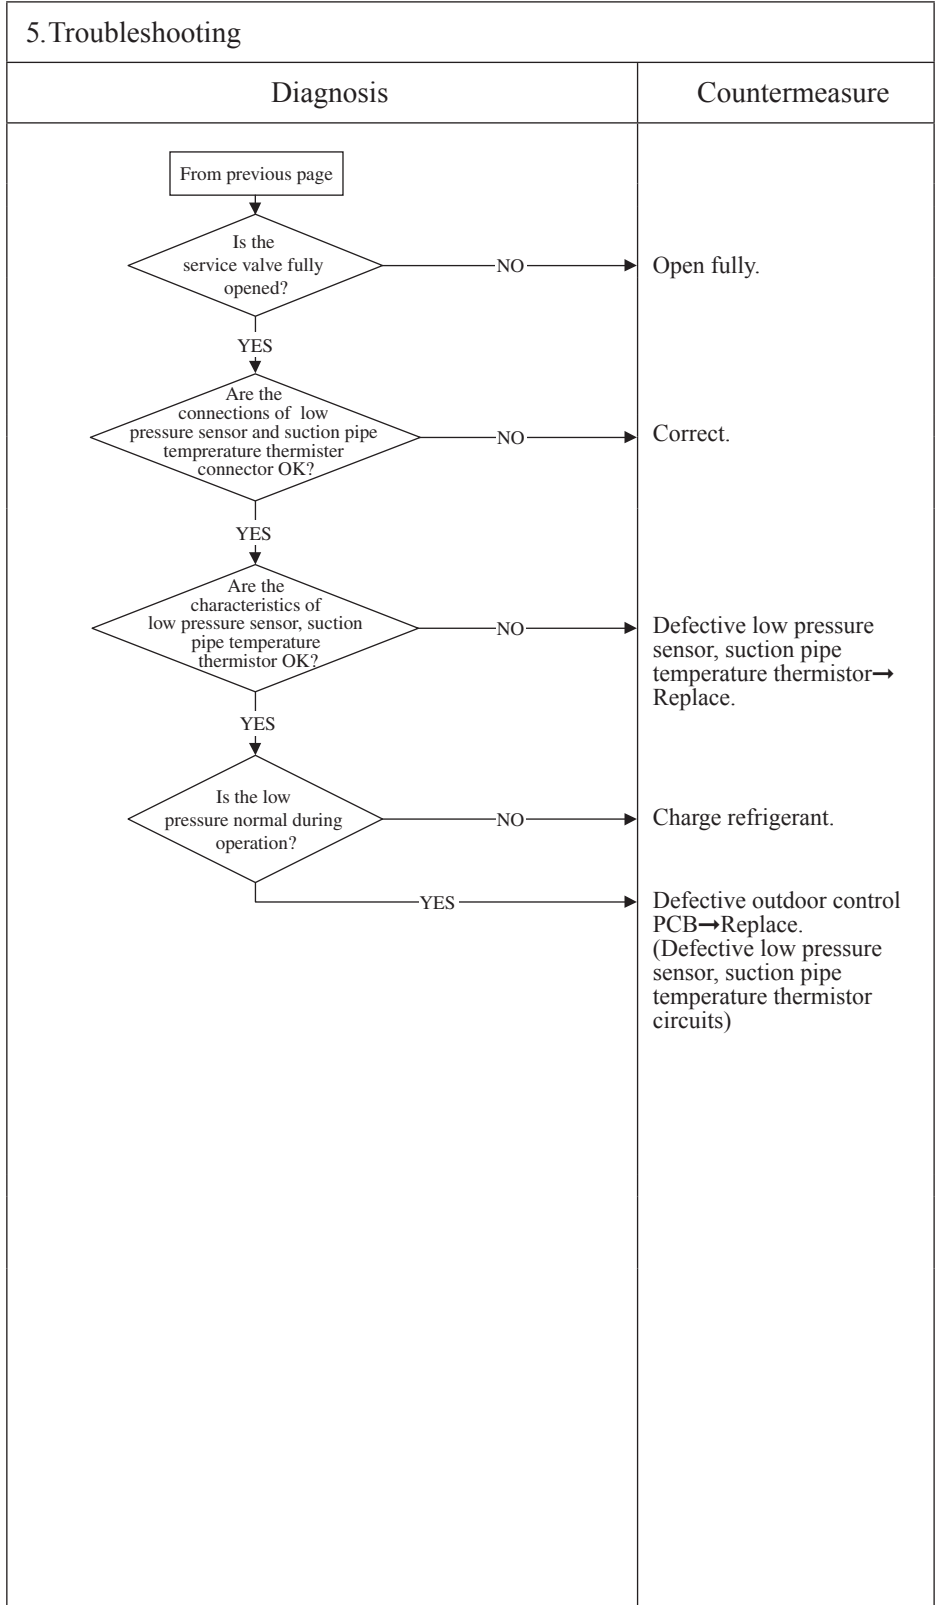 5.Troubleshooting
Diagnosis
Countermeasure
From previous page
Is the
service valve fully
opened?
NO
Open fully.
YES
Are the
connections of low
pressure sensor and suction pipe
temprerature thermister
connector OK?
NO
Correct.
YES
Are the
characteristics of
low pressure sensor, suction
pipe temperature
thermistor OK?
NO
Defective low pressure
sensor, suction pipe
temperature thermistor→
Replace.
YES
Is the low
pressure normal during
operation?
NO
Charge refrigerant.
YES
Defective outdoor control
PCB→Replace.
(Defective low pressure
sensor, suction pipe
temperature thermistor
circuits)